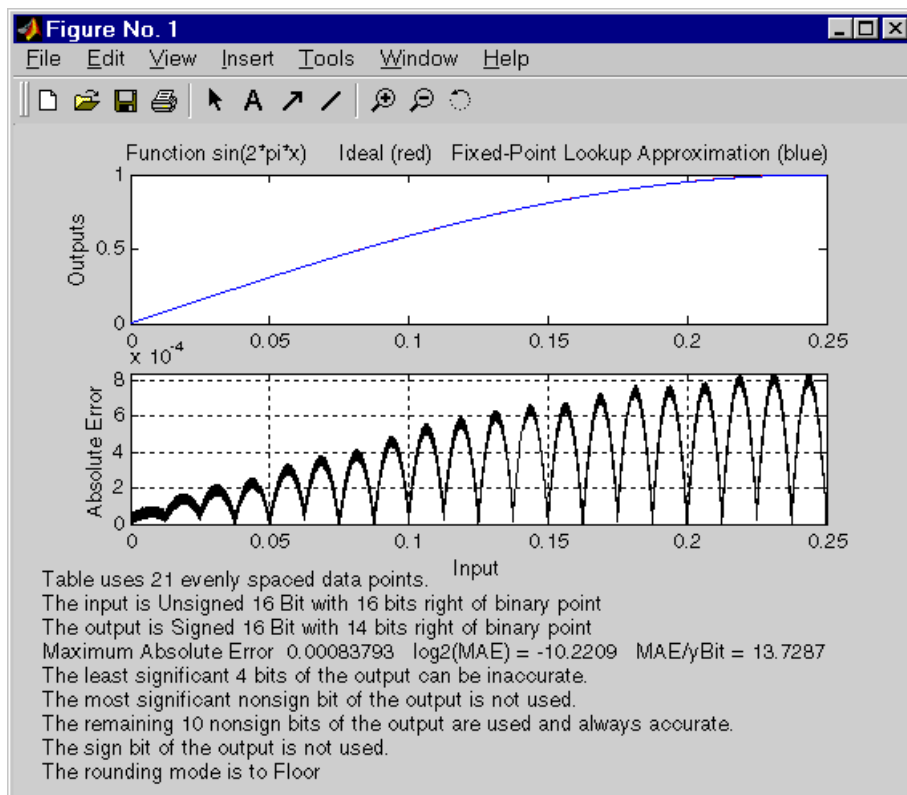 Figure No. 1
File Edit View Insert Tools Window Help
A
Function sin(2*pi*x) Ideal (red) Fixed-Point Lookup Approximation (blue)
1
0.5
0
Outputs
0 0.05 0.1 0.15 0.2 0.25
x 10^-4
8
6
4
2
0
Absolute Error
0 0.05 0.1 0.15 0.2 0.25
Input
Table uses 21 evenly spaced data points.
The input is Unsigned 16 Bit with 16 bits right of binary point
The output is Signed 16 Bit with 14 bits right of binary point
Maximum Absolute Error 0.00083793 log2(MAE) = -10.2209 MAE/yBit = 13.7287
The least significant 4 bits of the output can be inaccurate.
The most significant nonsign bit of the output is not used.
The remaining 10 nonsign bits of the output are used and always accurate.
The sign bit of the output is not used.
The rounding mode is to Floor